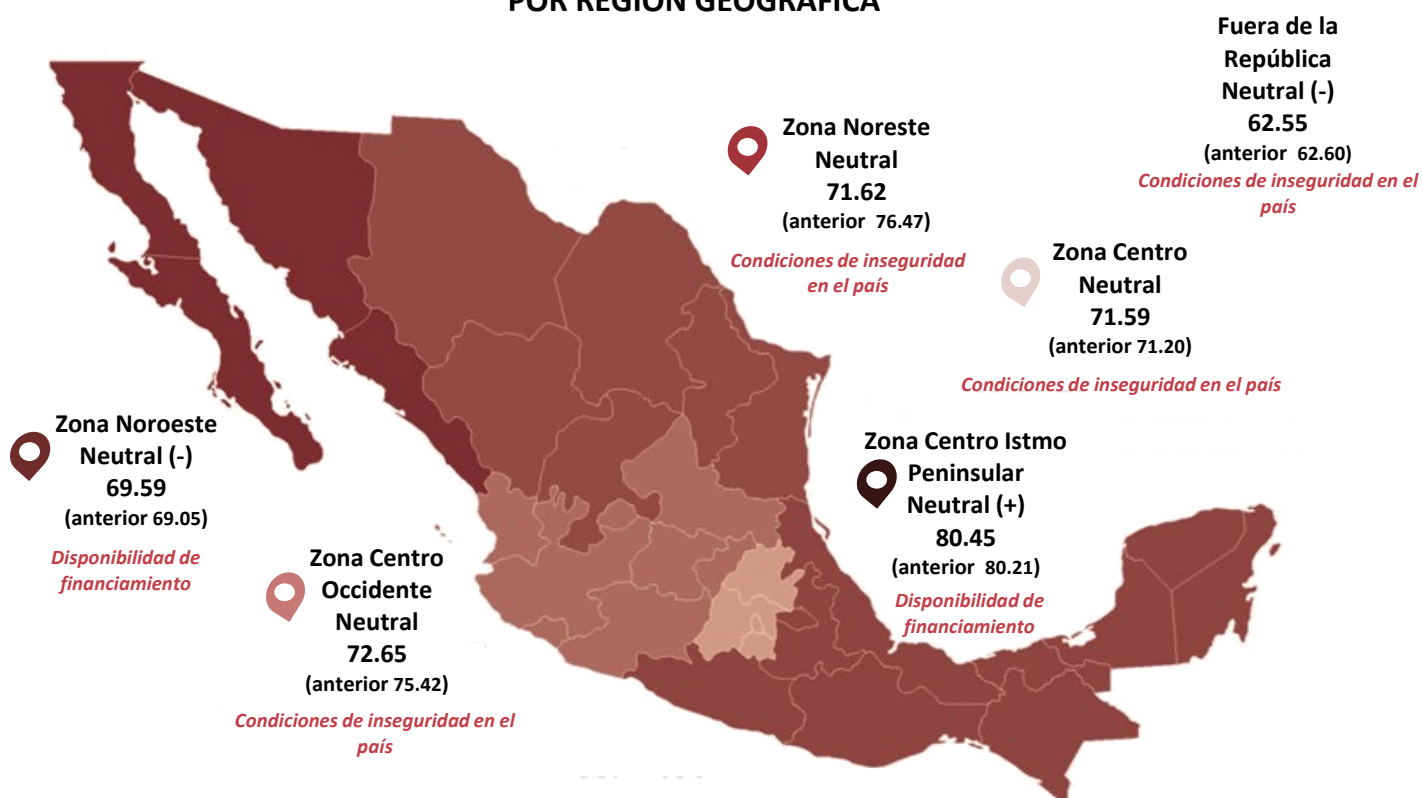 POR REGIÓN GEOGRÁFICA
Fuera de la
República
Neutral (-)
62.55
(anterior 62.60)
Condiciones de inseguridad en el
país
Zona Noreste
Neutral
71.62
(anterior 76.47)
Condiciones de inseguridad
en el país
Zona Centro
Neutral
71.59
(anterior 71.20)
Condiciones de inseguridad en el país
Zona Noroeste
Neutral (-)
69.59
(anterior 69.05)
Disponibilidad de
financiamiento
Zona Centro Istmo
Peninsular
Neutral (+)
80.45
(anterior 80.21)
Disponibilidad de
financiamiento
Zona Centro
Occidente
Neutral
72.65
(anterior 75.42)
Condiciones de inseguridad en el
país